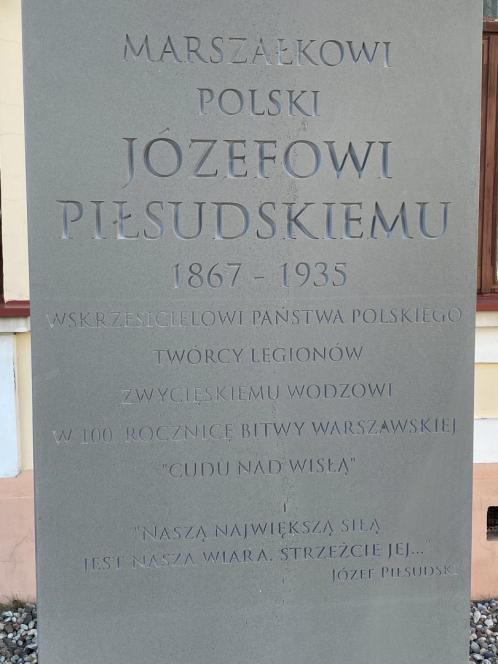 MARSZAŁKOWI
POLSKI
JÓZEFOWI
PIŁSUDSKIEMU
1867 - 1935
WSKRZESICIELOWI PAŃSTWA POLSKIEGO
TWÓRCY LEGIONÓW
ZWYCIĘSKIEMU WODZOWI
W 100. ROCZNICĘ BITWY WARSZAWSKIEJ
"CUDU NAD WISŁĄ"
"NASZĄ NAJWIĘKSZĄ SIŁĄ
JEST NASZA WIARA. STRZEŻCIE JEJ..."
JÓZEF PIŁSUDSKI